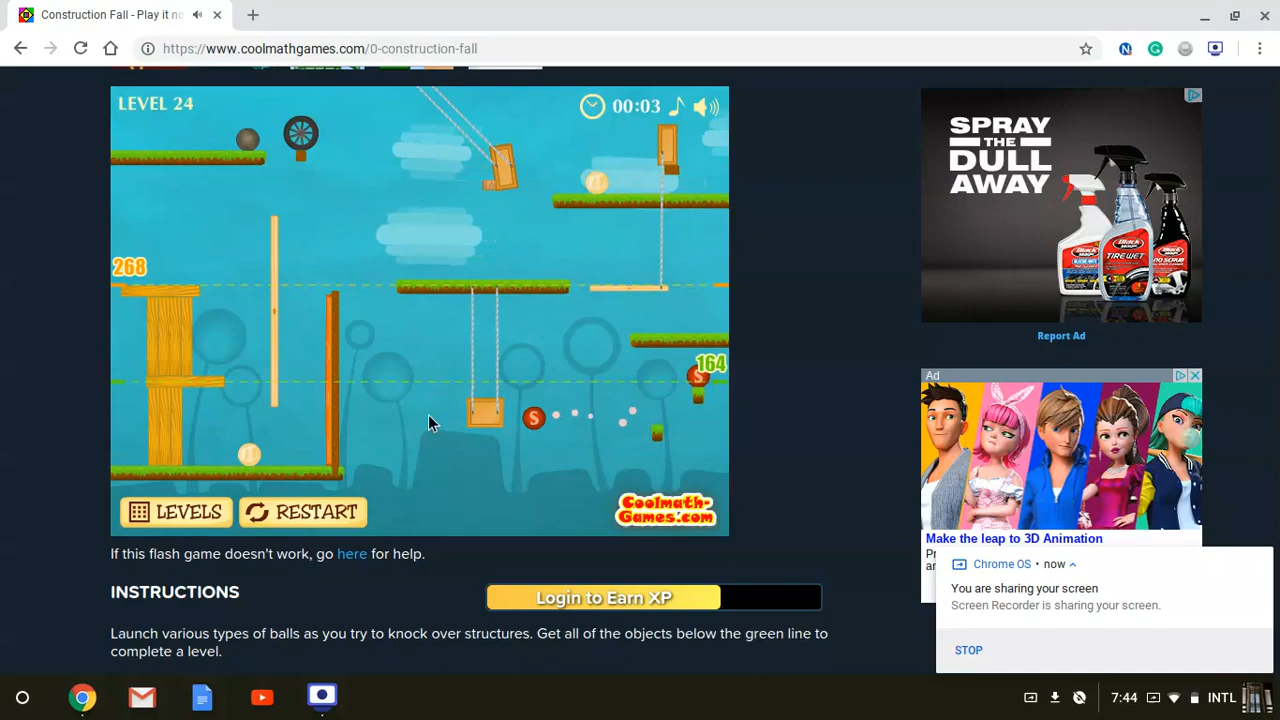 Construction Fall - Play it no
https://www.coolmathgames.com/0-construction-fall
LEVEL 24
00:03
268
164
S
S
LEVELS
RESTART
Coolmath-
Games.com
If this flash game doesn't work, go here for help.
INSTRUCTIONS
Login to Earn XP
Launch various types of balls as you try to knock over structures. Get all of the objects below the green line to
complete a level.
SPRAY
THE
DULL
AWAY
Report Ad
Ad
Make the leap to 3D Animation
Chrome OS • now
You are sharing your screen
Screen Recorder is sharing your screen.
STOP
7:44
INTL